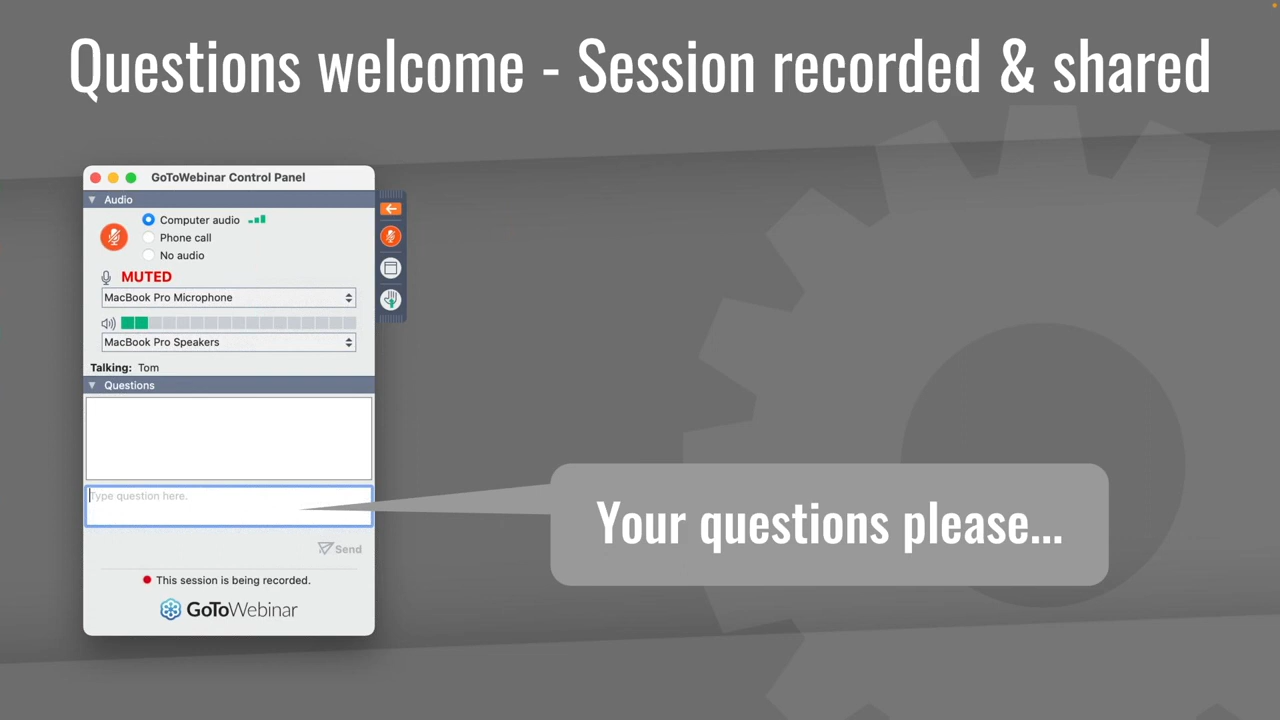 Questions welcome - Session recorded & shared
GoToWebinar Control Panel
Audio
Computer audio
Phone call
No audio
MUTED
MacBook Pro Microphone
MacBook Pro Speakers
Talking: Tom
Questions
Type question here.
Your questions please...
Send
This session is being recorded.
GoToWebinar